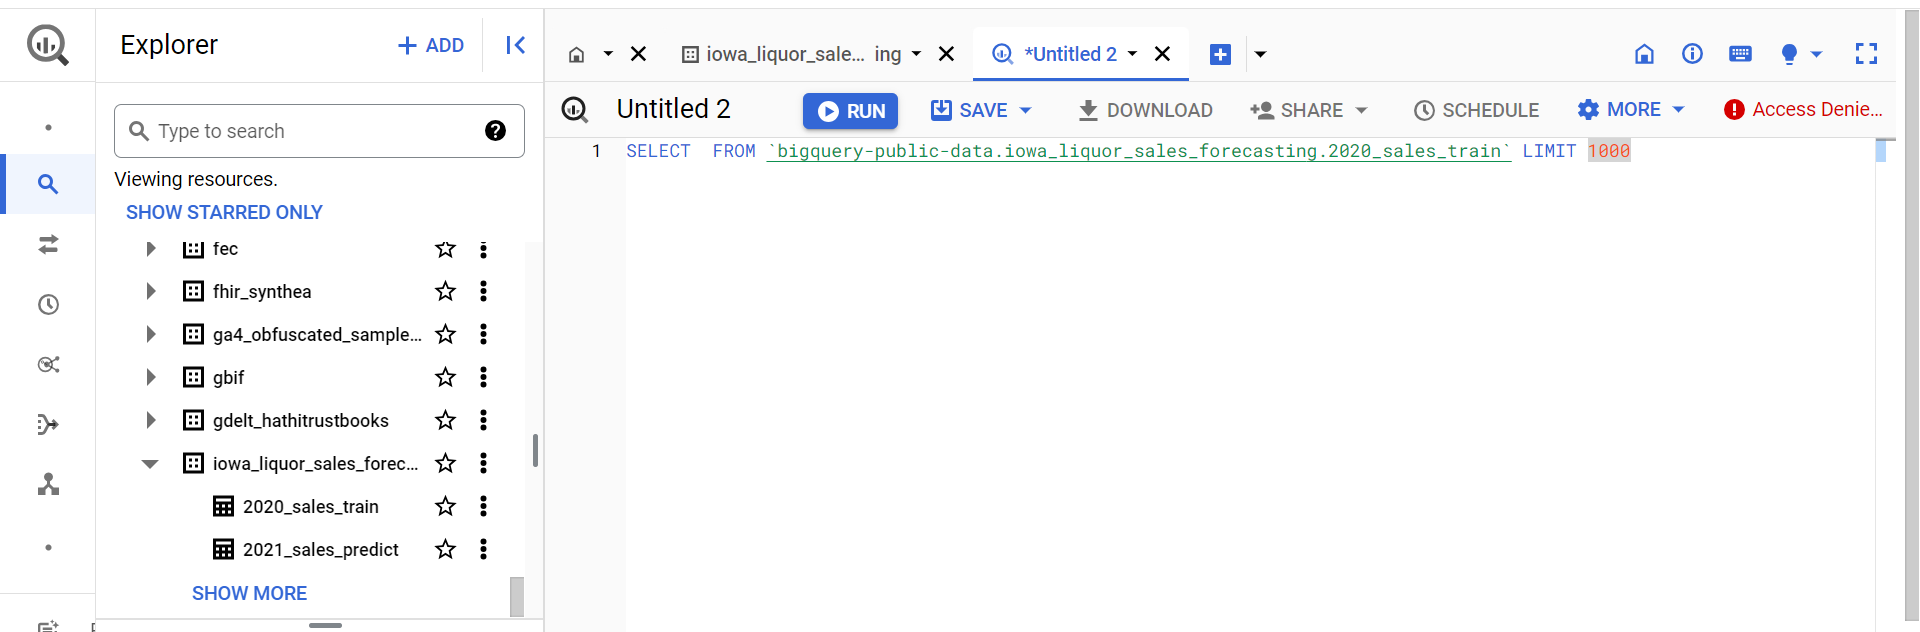 Explorer
ADD
Type to search
Viewing resources.
SHOW STARRED ONLY
fec
fhir_synthea
ga4_obfuscated_sample...
gbif
gdelt_hathitrustbooks
iowa_liquor_sales_forec...
2020_sales_train
2021_sales_predict
SHOW MORE
iowa_liquor_sale... ing
*Untitled 2
Untitled 2
RUN
SAVE
DOWNLOAD
SHARE
SCHEDULE
MORE
Access Denie...
1 SELECT  FROM `bigquery-public-data.iowa_liquor_sales_forecasting.2020_sales_train` LIMIT 1000